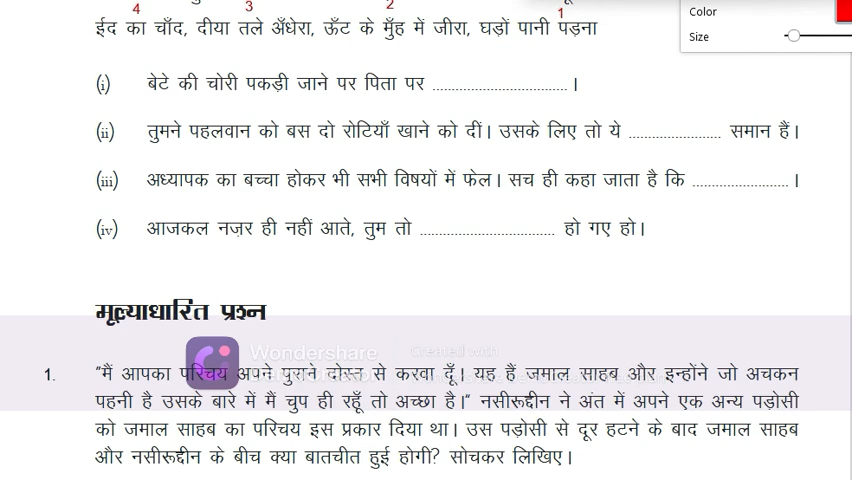 4 3 2 1
ईद का चाँद, दीया तले अँधेरा, ऊँट के मुँह में जीरा, घड़ों पानी पड़ना
Color
Size
(i) बेटे की चोरी पकड़ी जाने पर पिता पर ................................ ।
(ii) तुमने पहलवान को बस दो रोटियाँ खाने को दीं। उसके लिए तो ये ...................... समान हैं।
(iii) अध्यापक का बच्चा होकर भी सभी विषयों में फेल। सच ही कहा जाता है कि ....................... ।
(iv) आजकल नज़र ही नहीं आते, तुम तो ................................ हो गए हो।
मूल्याधारित प्रश्न
Wondershare
Created with
1. "मैं आपका परिचय अपने पुराने दोस्त से करवा दूँ। यह हैं जमाल साहब और इन्होंने जो अचकन
पहनी है उसके बारे में मैं चुप ही रहूँ तो अच्छा है।" नसीरूद्दीन ने अंत में अपने एक अन्य पड़ोसी
को जमाल साहब का परिचय इस प्रकार दिया था। उस पड़ोसी से दूर हटने के बाद जमाल साहब
और नसीरूद्दीन के बीच क्या बातचीत हुई होगी? सोचकर लिखिए।